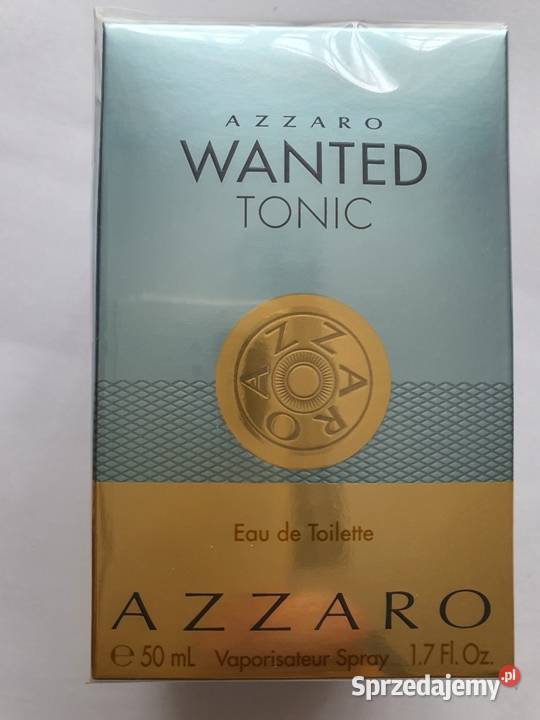 AZZARO
WANTED
TONIC
AZZARO
Eau de Toilette
AZZARO
℮ 50 mL Vaporisateur Spray 1.7 Fl. Oz.
Sprzedajemy.pl